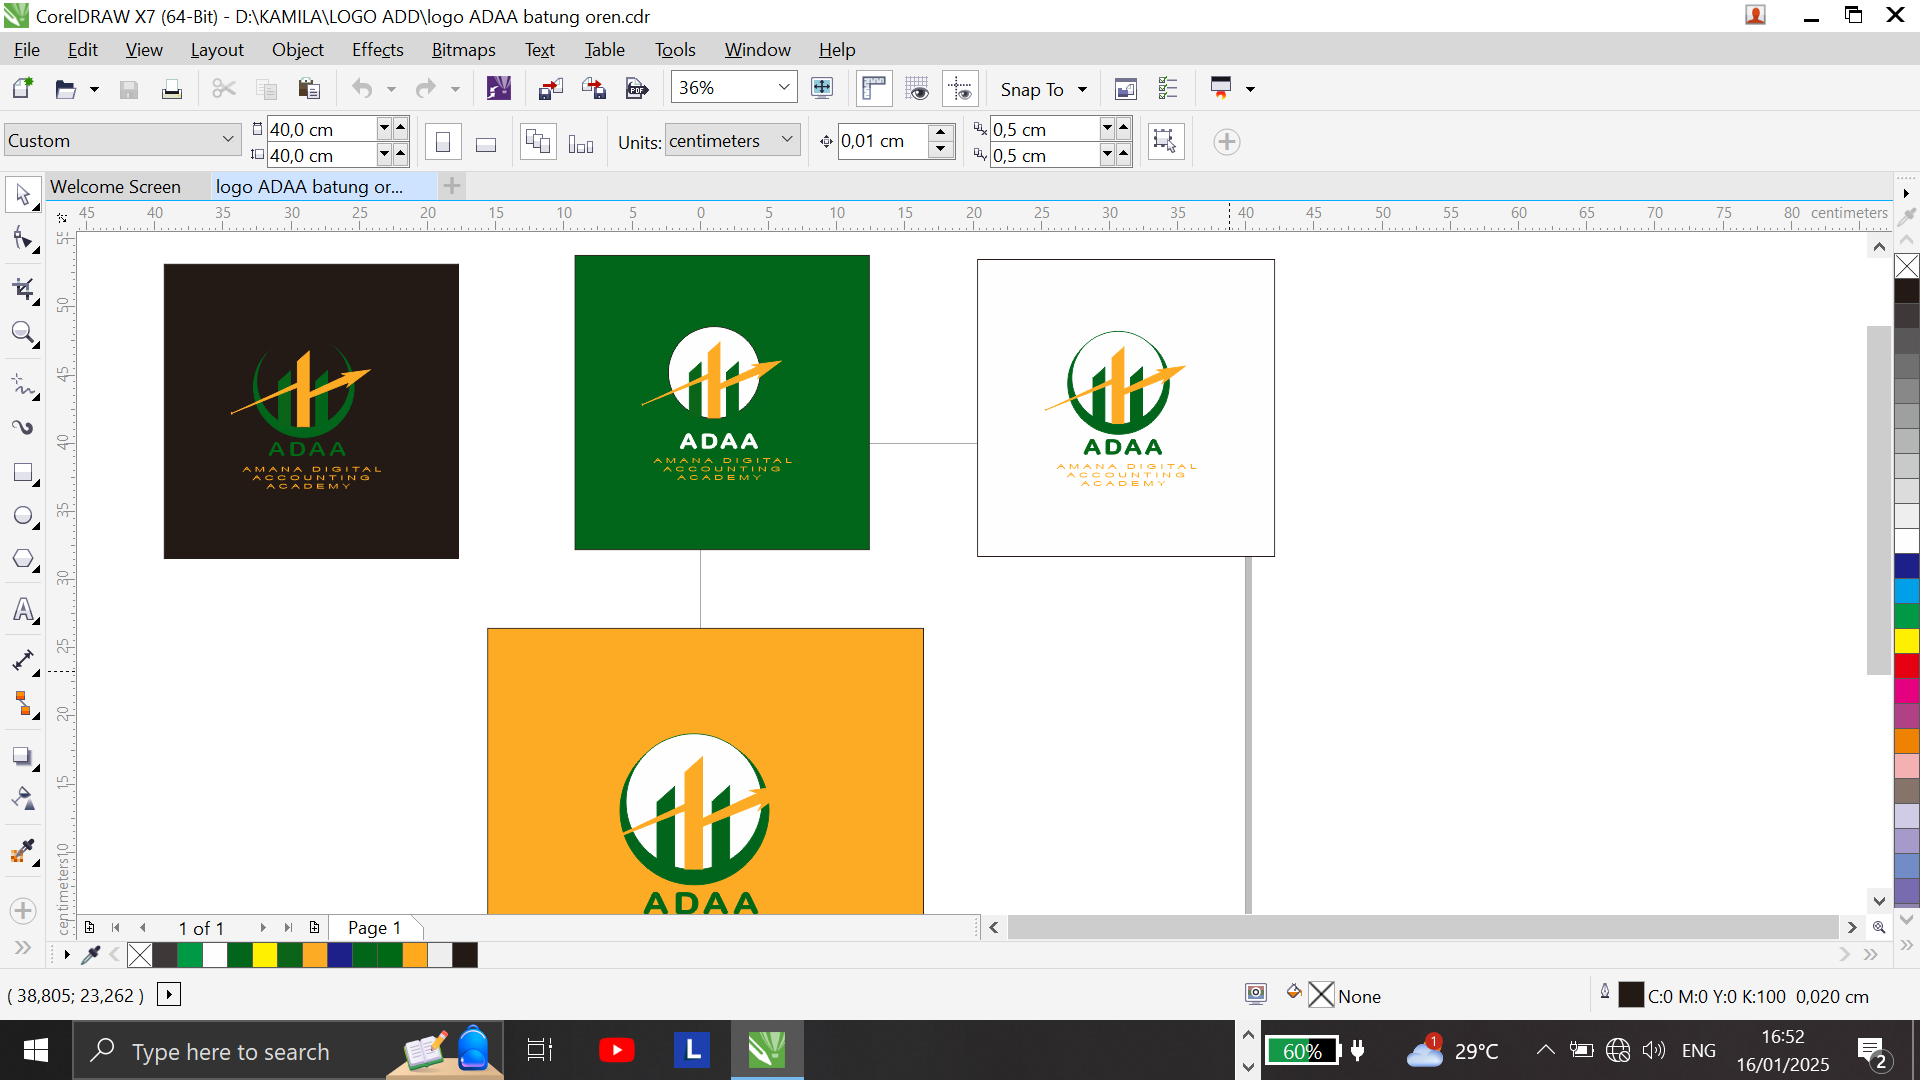 CorelDRAW X7 (64-Bit) - D:\KAMILA\LOGO ADD\logo ADAA batung oren.cdr
File Edit View Layout Object Effects Bitmaps Text Table Tools Window Help
36% Snap To
Custom 40,0 cm 40,0 cm Units: centimeters 0,01 cm 0,5 cm 0,5 cm
Welcome Screen logo ADAA batung or...
45 40 35 30 25 20 15 10 5 0 5 10 15 20 25 30 35 40 45 50 55 60 65 70 75 80 centimeters
55
50
45
40
35
30
25
20
15
10
centimeters
ADAA
AMANA DIGITAL
ACCOUNTING
ACADEMY
ADAA
AMANA DIGITAL
ACCOUNTING
ACADEMY
ADAA
AMANA DIGITAL
ACCOUNTING
ACADEMY
ADAA
1 of 1 Page 1
( 38,805; 23,262 ) None C:0 M:0 Y:0 K:100 0,020 cm
Type here to search L 60% 1 29°C ENG 16:52
16/01/2025 2